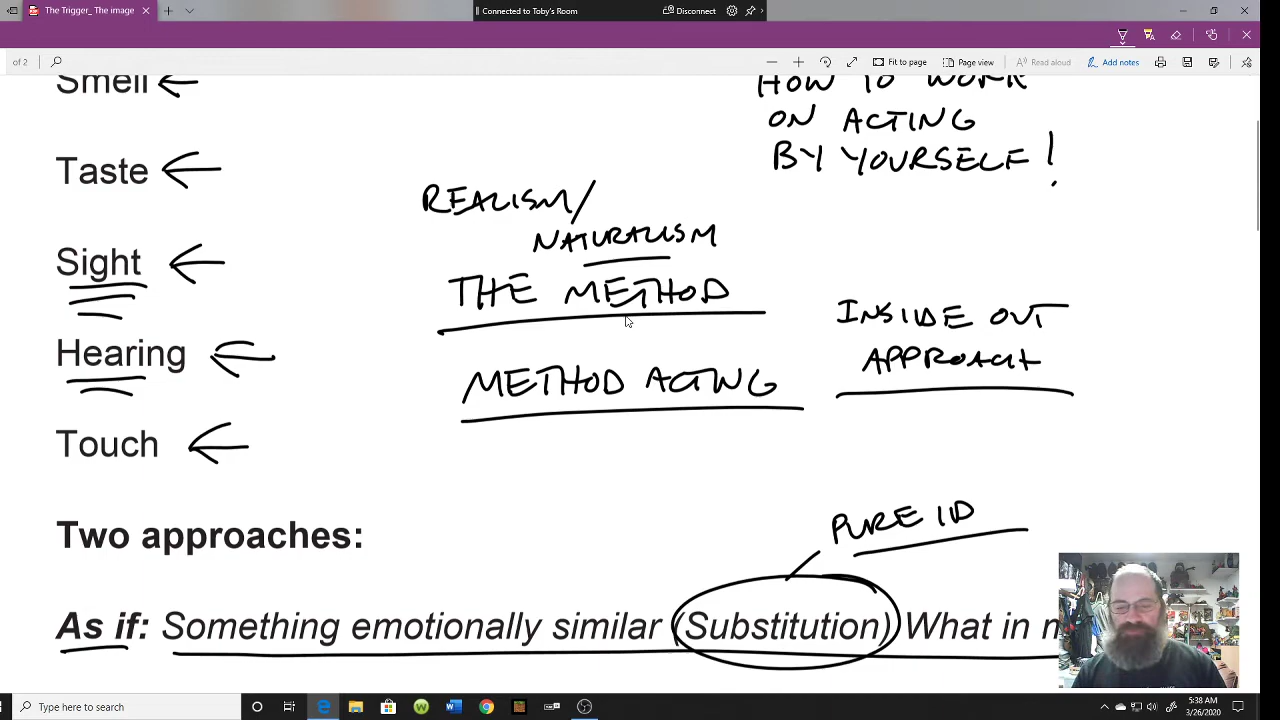 The Trigger_ The image
Connected to Toby's Room
Disconnect
of 2
Fit to page
Page view
Read aloud
Add notes
Smell
HOW TO WORK
ON ACTING
BY YOURSELF!
Taste
REALISM/
NATURALISM
Sight
THE METHOD
INSIDE OUT
APPROACH
Hearing
METHOD ACTING
Touch
PURE ID
Two approaches:
As if: Something emotionally similar (Substitution) What in
Type here to search
5:38 AM
3/26/2020